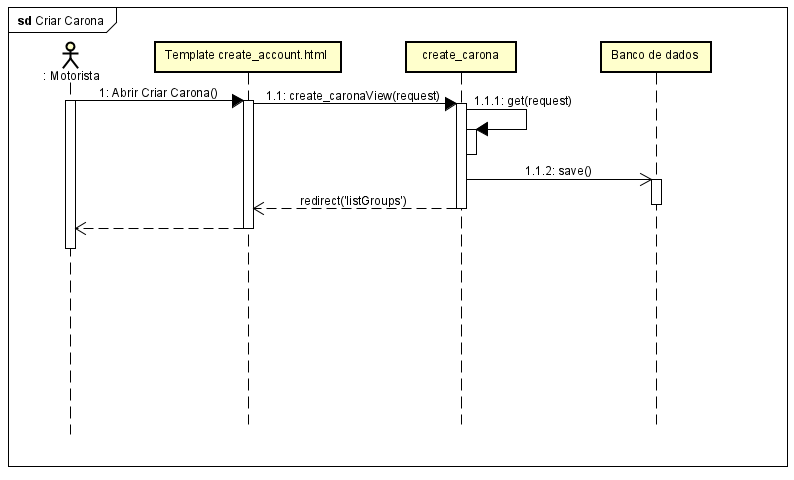 sd Criar Carona
: Motorista
Template create_account.html
create_carona
Banco de dados
1: Abrir Criar Carona()
1.1: create_caronaView(request)
1.1.1: get(request)
1.1.2: save()
redirect('listGroups')